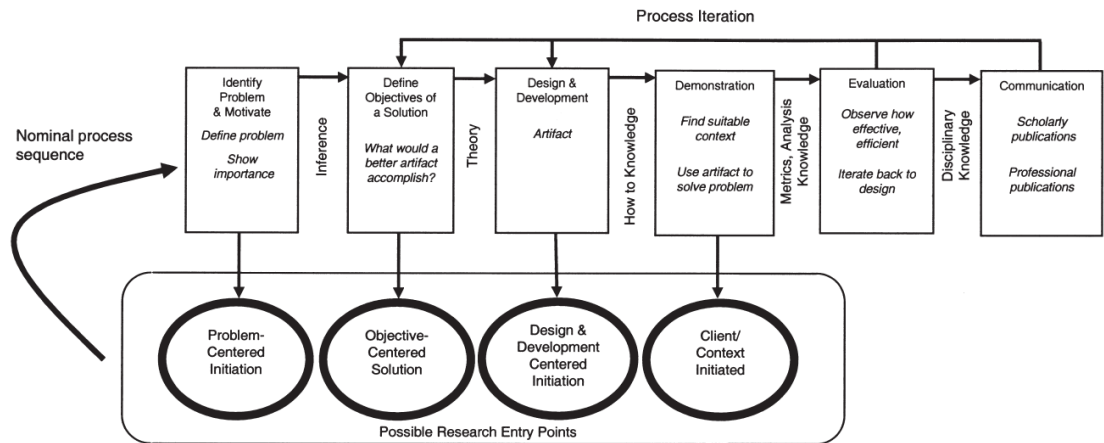 Process Iteration
Nominal process
sequence
Identify
Problem
& Motivate
Define problem
Show
importance
Inference
Define
Objectives of
a Solution
What would a
better artifact
accomplish?
Theory
Design &
Development
Artifact
How to Knowledge
Demonstration
Find suitable
context
Use artifact to
solve problem
Metrics, Analysis
Knowledge
Evaluation
Observe how
effective,
efficient
Iterate back to
design
Disciplinary
Knowledge
Communication
Scholarly
publications
Professional
publications
Problem-
Centered
Initiation
Objective-
Centered
Solution
Design &
Development
Centered
Initiation
Client/
Context
Initiated
Possible Research Entry Points